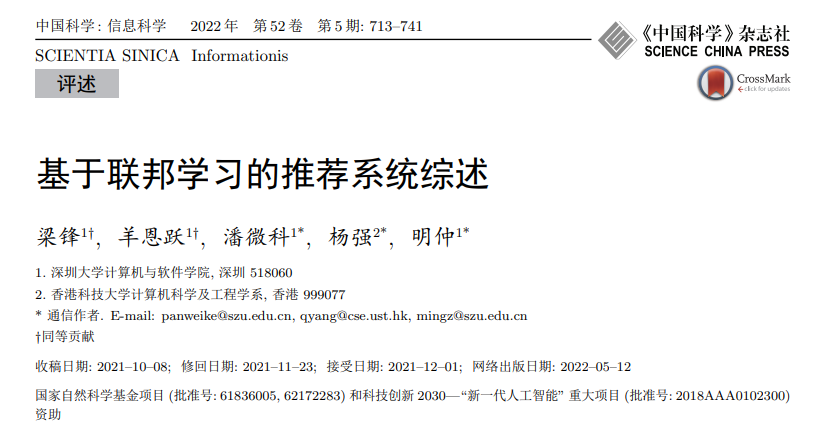 中国科学: 信息科学 2022 年 第 52 卷 第 5 期: 713–741
SCIENTIA SINICA Informationis
《中国科学》杂志社
SCIENCE CHINA PRESS
CrossMark
click for updates
评述
基于联邦学习的推荐系统综述
梁锋1†, 羊恩跃1†, 潘微科1*, 杨强2*, 明仲1*
1. 深圳大学计算机与软件学院, 深圳 518060
2. 香港科技大学计算机科学及工程学系, 香港 999077
* 通信作者. E-mail: panweike@szu.edu.cn, qyang@cse.ust.hk, mingz@szu.edu.cn
†同等贡献
收稿日期: 2021–10–08; 修回日期: 2021–11–23; 接受日期: 2021–12–01; 网络出版日期: 2022–05–12
国家自然科学基金项目 (批准号: 61836005, 62172283) 和科技创新 2030—“新一代人工智能” 重大项目 (批准号: 2018AAA0102300)
资助